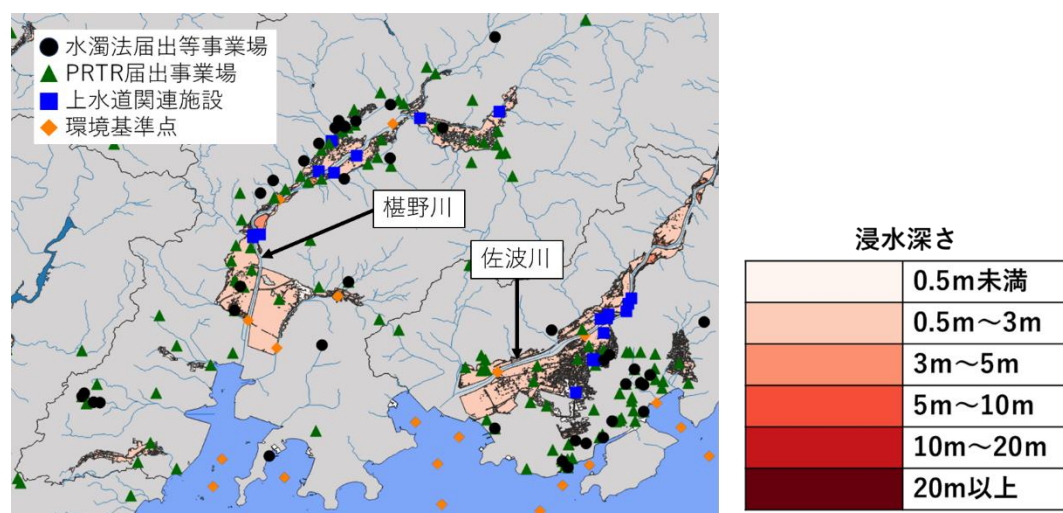 水濁法届出等事業場
PRTR届出事業場
上水道関連施設
環境基準点
椹野川
佐波川
浸水深さ
0.5m未満
0.5m～3m
3m～5m
5m～10m
10m～20m
20m以上